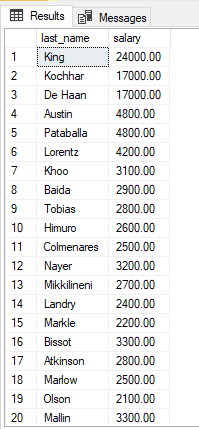 Results Messages
last_name salary
1 King 24000.00
2 Kochhar 17000.00
3 De Haan 17000.00
4 Austin 4800.00
5 Pataballa 4800.00
6 Lorentz 4200.00
7 Khoo 3100.00
8 Baida 2900.00
9 Tobias 2800.00
10 Himuro 2600.00
11 Colmenares 2500.00
12 Nayer 3200.00
13 Mikkilineni 2700.00
14 Landry 2400.00
15 Markle 2200.00
16 Bissot 3300.00
17 Atkinson 2800.00
18 Marlow 2500.00
19 Olson 2100.00
20 Mallin 3300.00